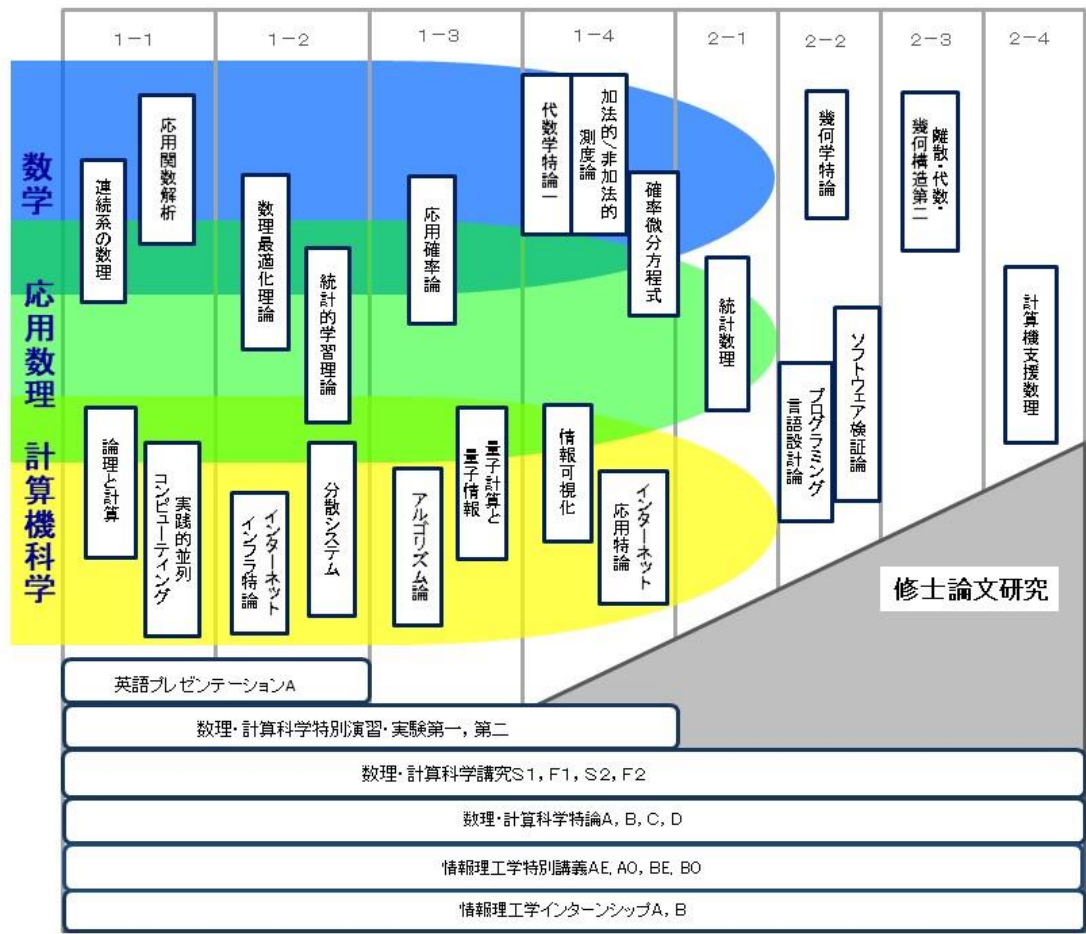 1－1
1－2
1－3
1－4
2－1
2－2
2－3
2－4
数学
応用数理
計算機科学
連続系の数理
応用関数解析
数理最適化理論
統計的学習理論
応用確率論
代数学特論一
加法的/非加法的
測度論
確率微分方程式
統計数理
幾何学特論
離散・代数・
幾何構造第二
計算機支援数理
論理と計算
実践的並列
コンピューティング
インターネット
インフラ特論
分散システム
アルゴリズム論
量子計算と
量子情報
情報可視化
インターネット
応用特論
プログラミング
言語設計論
ソフトウェア検証論
修士論文研究
英語プレゼンテーションA
数理・計算科学特別演習・実験第一, 第二
数理・計算科学講究S1, F1, S2, F2
数理・計算科学特論A, B, C, D
情報理工学特別講義AE, AO, BE, BO
情報理工学インターンシップA, B